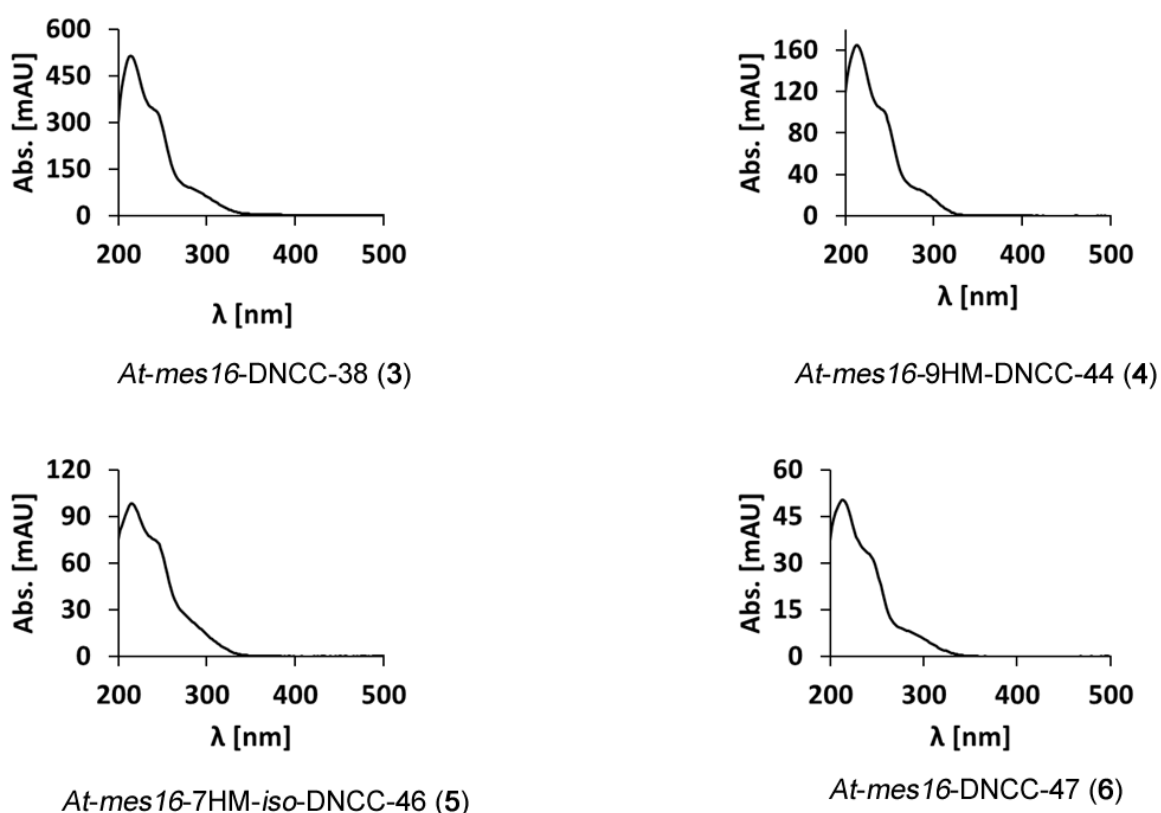 600
450
300
150
0
Abs. [mAU]
200 300 400 500
λ [nm]
At-mes16-DNCC-38 (3)
160
120
80
40
0
Abs. [mAU]
200 300 400 500
λ [nm]
At-mes16-9HM-DNCC-44 (4)
120
90
60
30
0
Abs. [mAU]
200 300 400 500
λ [nm]
At-mes16-7HM-iso-DNCC-46 (5)
60
45
30
15
0
Abs. [mAU]
200 300 400 500
λ [nm]
At-mes16-DNCC-47 (6)